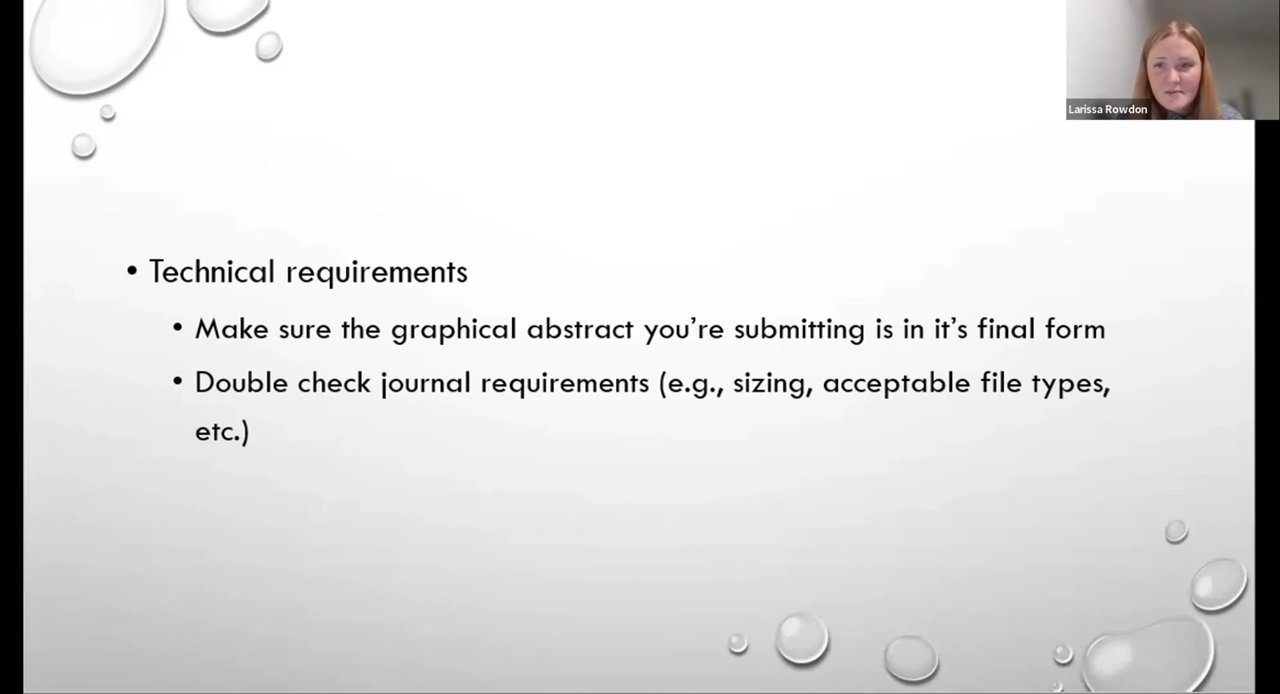 Larissa Rowdon
• Technical requirements
• Make sure the graphical abstract you're submitting is in it's final form
• Double check journal requirements (e.g., sizing, acceptable file types,
etc.)